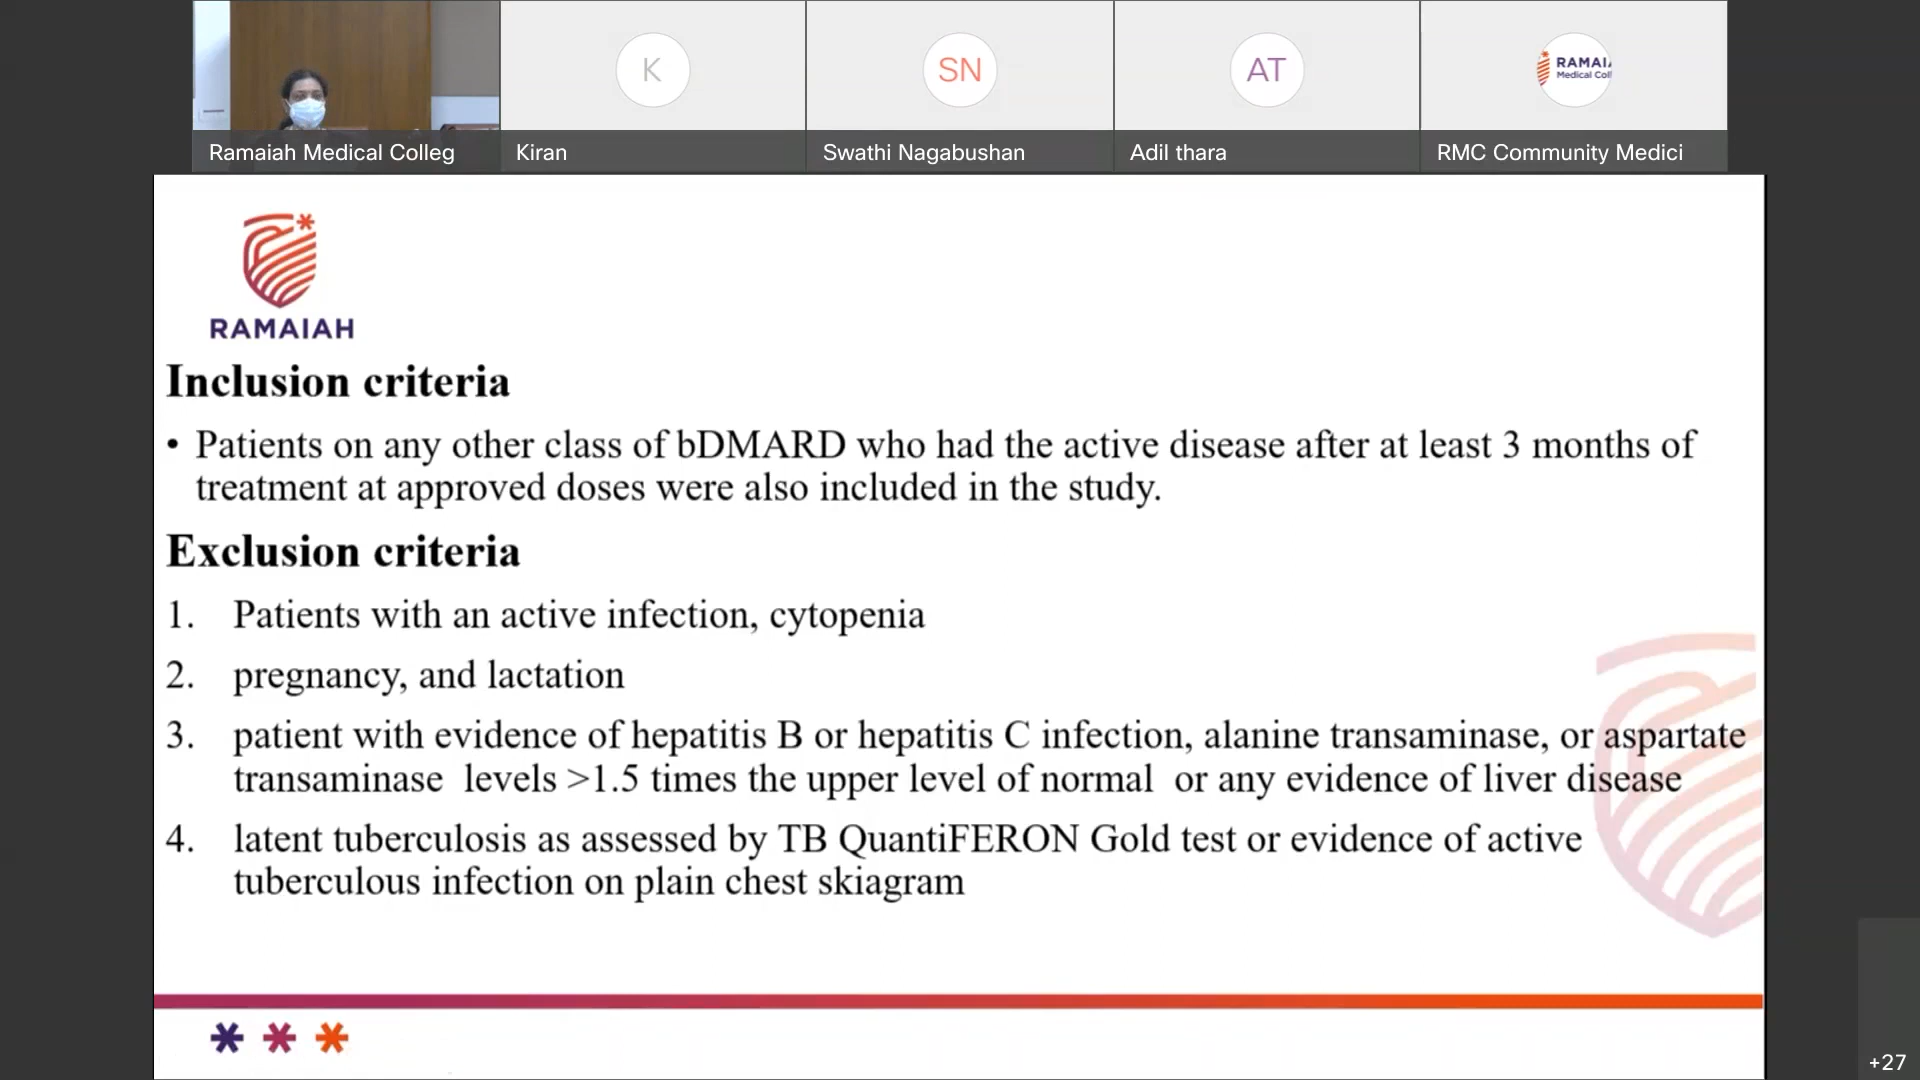 K
SN
AT
RAMAI
Medical Coll
Ramaiah Medical Colleg
Kiran
Swathi Nagabushan
Adil thara
RMC Community Medici
RAMAIAH
Inclusion criteria
• Patients on any other class of bDMARD who had the active disease after at least 3 months of
treatment at approved doses were also included in the study.
Exclusion criteria
1. Patients with an active infection, cytopenia
2. pregnancy, and lactation
3. patient with evidence of hepatitis B or hepatitis C infection, alanine transaminase, or aspartate
transaminase levels >1.5 times the upper level of normal or any evidence of liver disease
4. latent tuberculosis as assessed by TB QuantiFERON Gold test or evidence of active
tuberculous infection on plain chest skiagram
+27